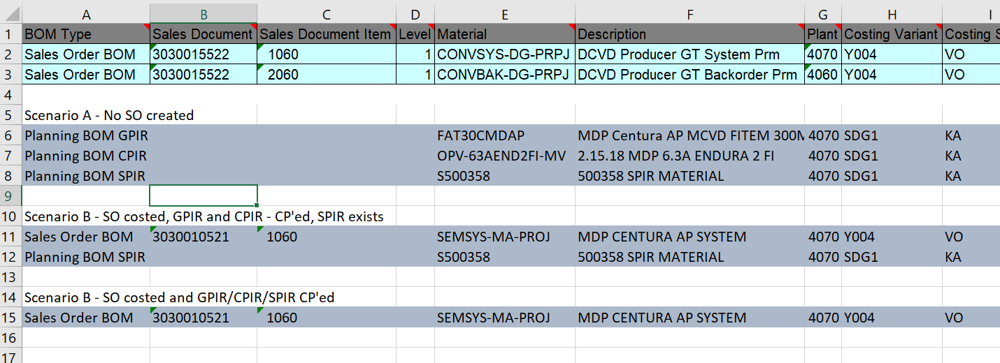 A B C D E F G H I
1 BOM Type Sales Document Sales Document Item Level Material Description Plant Costing Variant Costing S
2 Sales Order BOM 3030015522 1060 1 CONVSYS-DG-PRPJ DCVD Producer GT System Prm 4070 Y004 VO
3 Sales Order BOM 3030015522 2060 1 CONVBAK-DG-PRPJ DCVD Producer GT Backorder Prm 4060 Y004 VO
4
5 Scenario A - No SO created
6 Planning BOM GPIR FAT30CMDAP MDP Centura AP MCVD FITEM 300M 4070 SDG1 KA
7 Planning BOM CPIR OPV-63AEND2FI-MV 2.15.18 MDP 6.3A ENDURA 2 FI 4070 SDG1 KA
8 Planning BOM SPIR S500358 500358 SPIR MATERIAL 4070 SDG1 KA
9
10 Scenario B - SO costed, GPIR and CPIR - CP'ed, SPIR exists
11 Sales Order BOM 3030010521 1060 SEMSYS-MA-PROJ MDP CENTURA AP SYSTEM 4070 Y004 VO
12 Planning BOM SPIR S500358 500358 SPIR MATERIAL 4070 SDG1 KA
13
14 Scenario B - SO costed and GPIR/CPIR/SPIR CP'ed
15 Sales Order BOM 3030010521 1060 SEMSYS-MA-PROJ MDP CENTURA AP SYSTEM 4070 Y004 VO
16
17